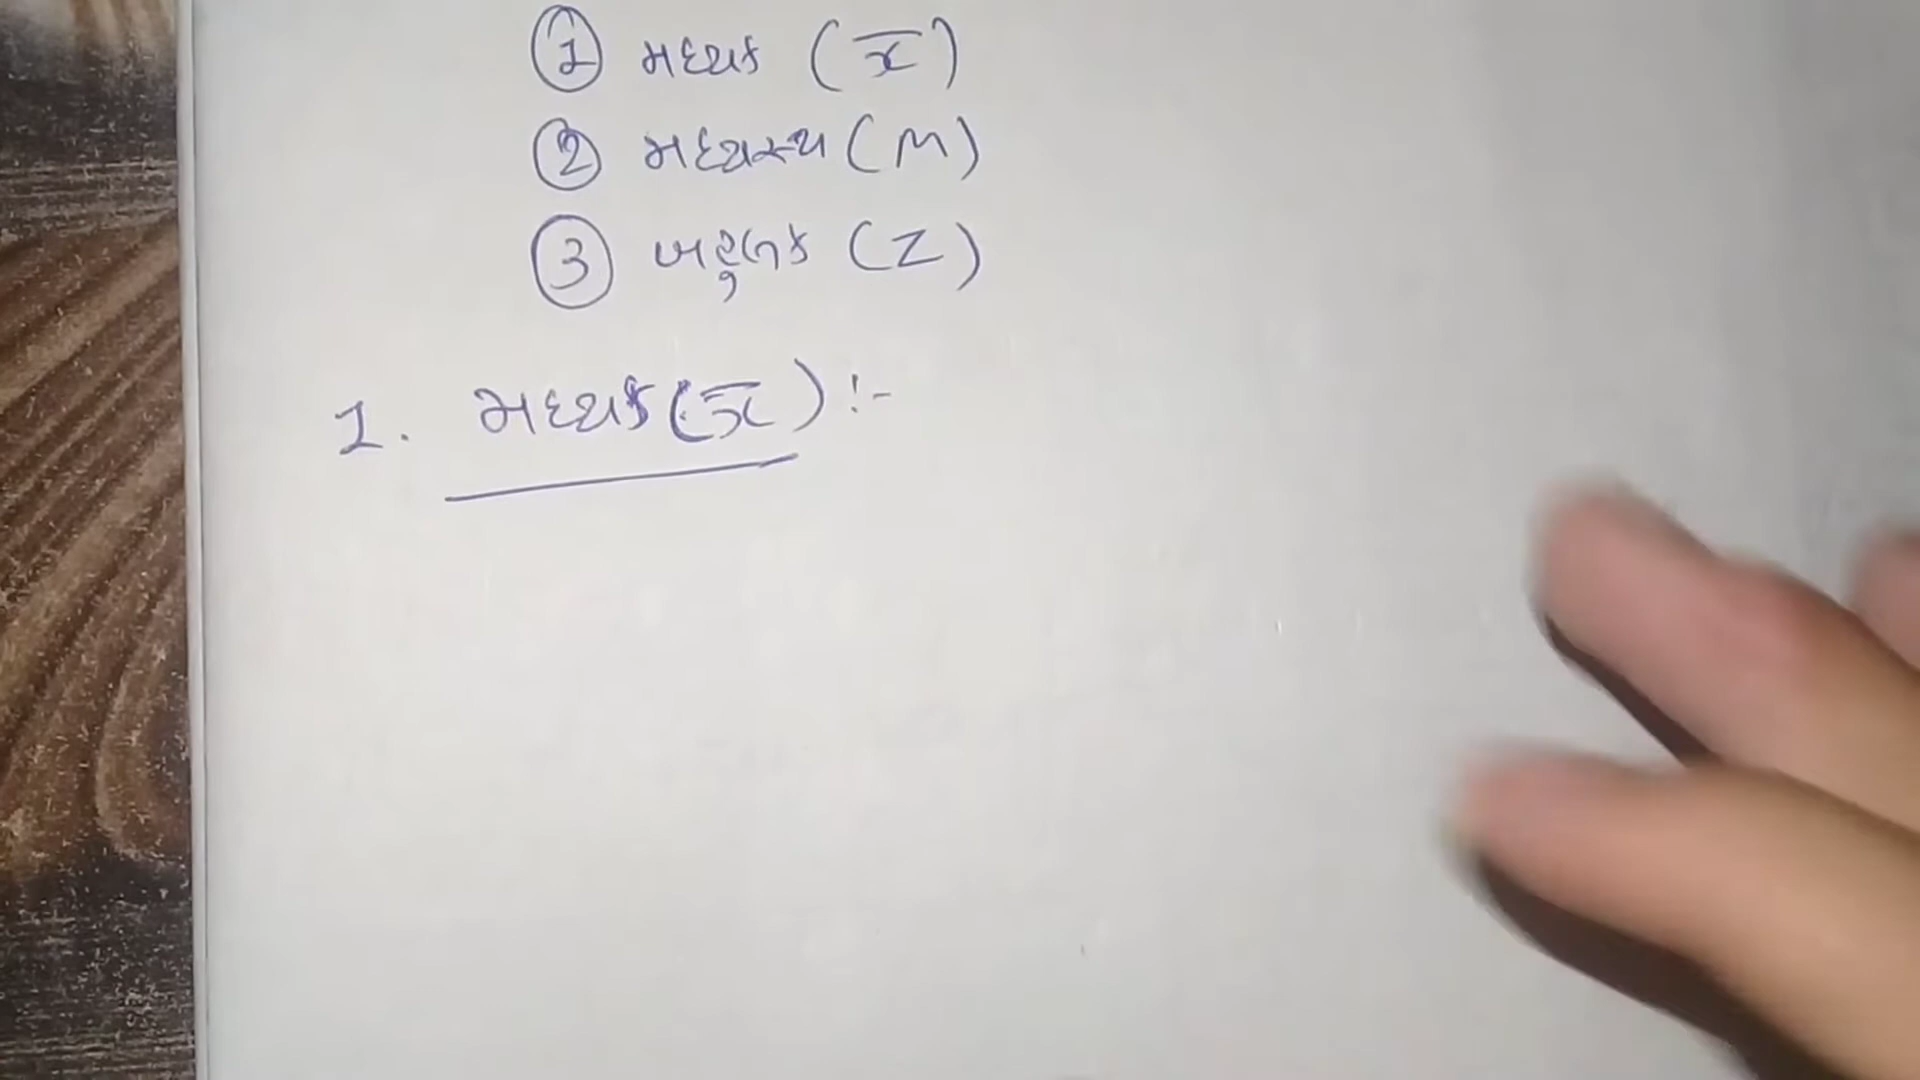 ① મધ્યક (x̄)
② મધ્યસ્થ (M)
③ બહુલક (Z)
1. મધ્યક (x̄) :-